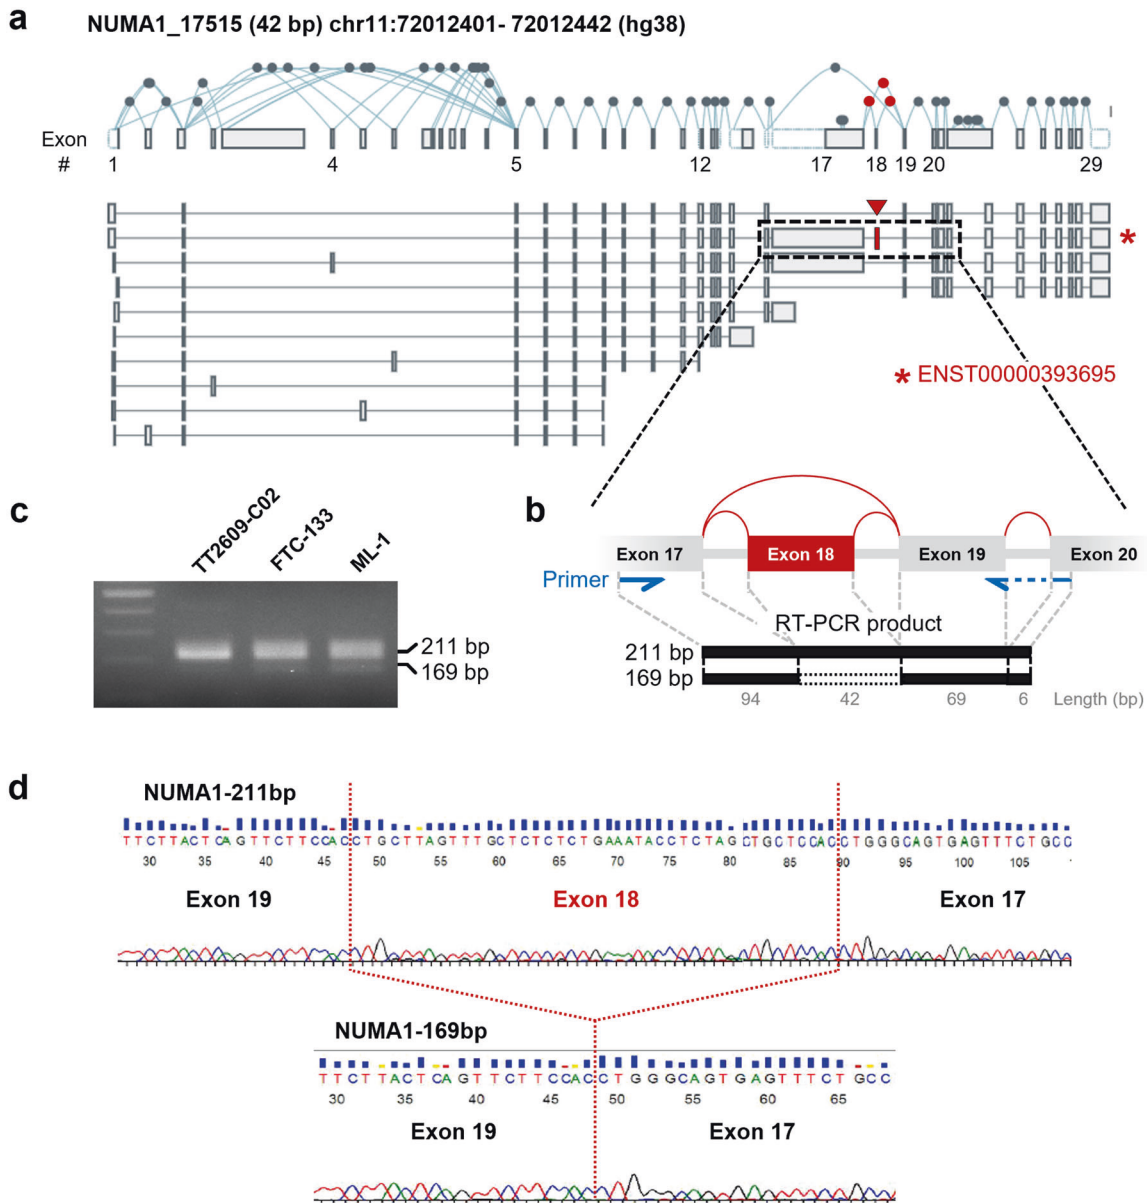 a
NUMA1_17515 (42 bp) chr11:72012401- 72012442 (hg38)
Exon
#
1 4 5 12 17 18 19 20 29
*
* ENST00000393695
b
Exon 17 Exon 18 Exon 19 Exon 20
Primer
RT-PCR product
211 bp
169 bp
94 42 69 6 Length (bp)
c
TT2609-C02 FTC-133 ML-1
211 bp
169 bp
d
NUMA1-211bp
TTCTTACTCAGTTCTTCCACCTGCTTAGTTTGCTCTCTCTGAAATACCTCTAGCTGCTCCACCTGGGCAGTGAGTTTCTGCC
30 35 40 45 50 55 60 65 70 75 80 85 90 95 100 105
Exon 19 Exon 18 Exon 17
NUMA1-169bp
TTCTTACTCAGTTCTTCCACCTGGGCAGTGAGTTTCTGCC
30 35 40 45 50 55 60 65
Exon 19 Exon 17